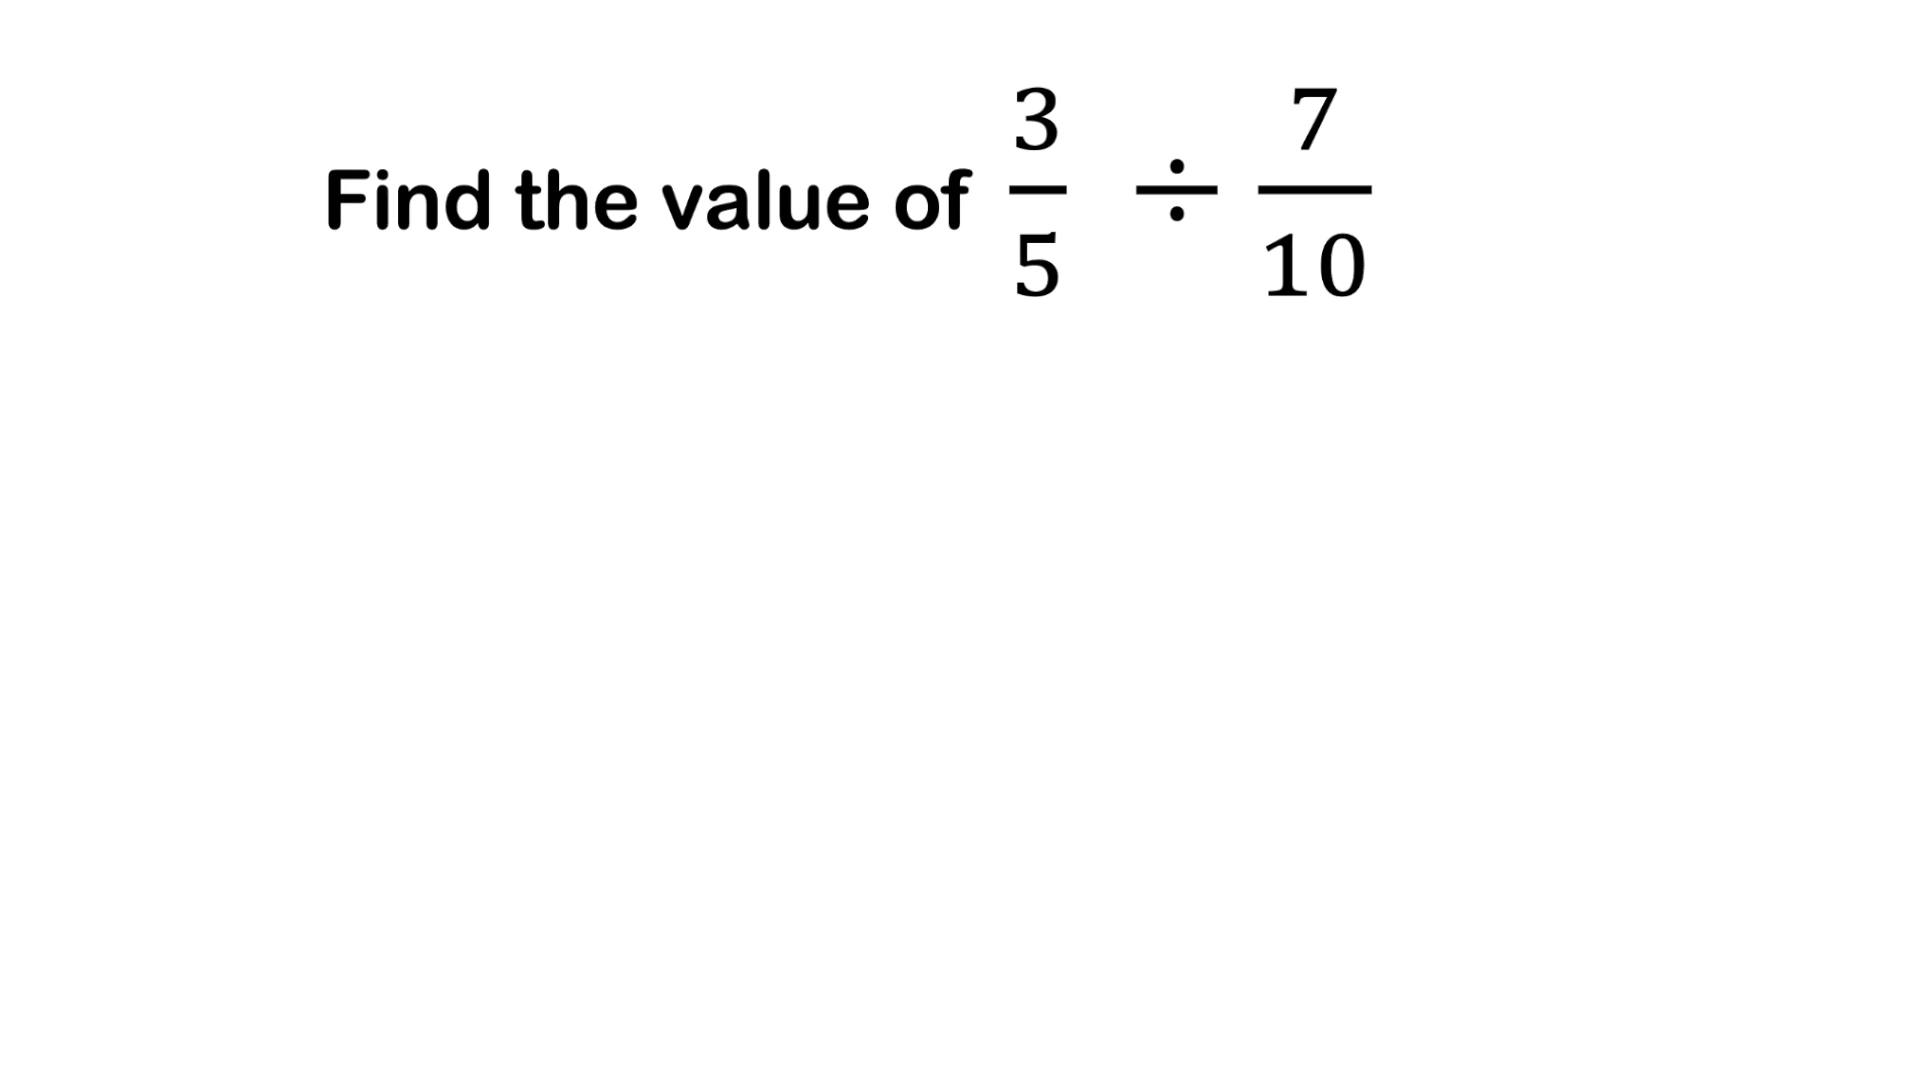 Find the value of 3/5 ÷ 7/10